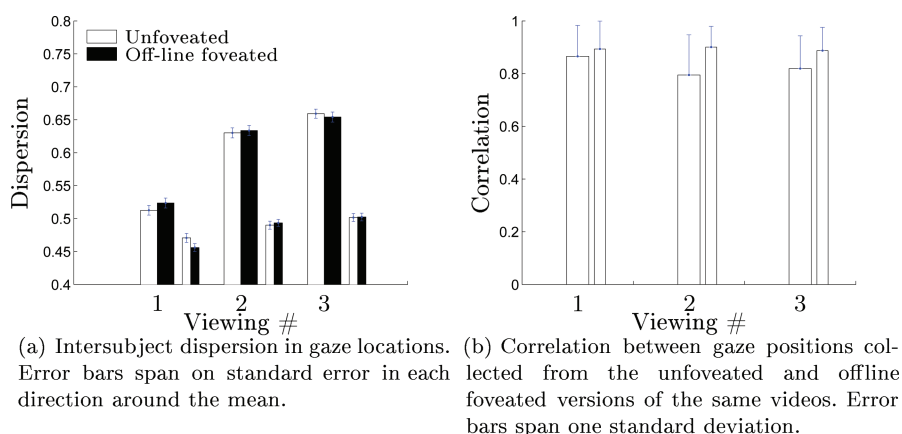 0.8
0.75
0.7
0.65
0.6
0.55
0.5
0.45
0.4
Dispersion
Unfoveated
Off-line foveated
1 2 3
Viewing #
(a) Intersubject dispersion in gaze locations.
Error bars span on standard error in each
direction around the mean.
1
0.8
0.6
0.4
0.2
0
Correlation
1 2 3
Viewing #
(b) Correlation between gaze positions col-
lected from the unfoveated and offline
foveated versions of the same videos. Error
bars span one standard deviation.